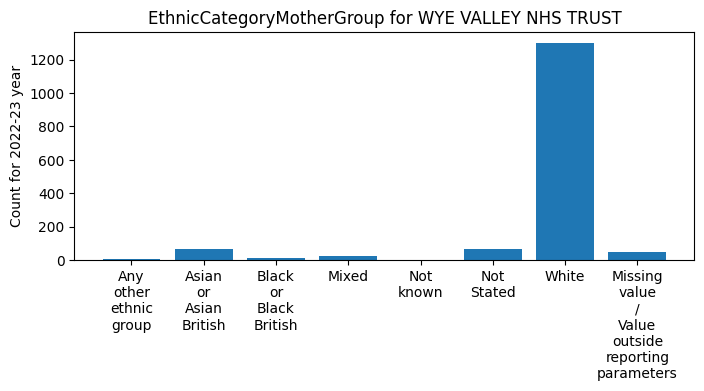 EthnicCategoryMotherGroup for WYE VALLEY NHS TRUST
Count for 2022-23 year
1200
1000
800
600
400
200
0
Any
other
ethnic
group
Asian
or
Asian
British
Black
or
Black
British
Mixed
Not
known
Not
Stated
White
Missing
value
/
Value
outside
reporting
parameters